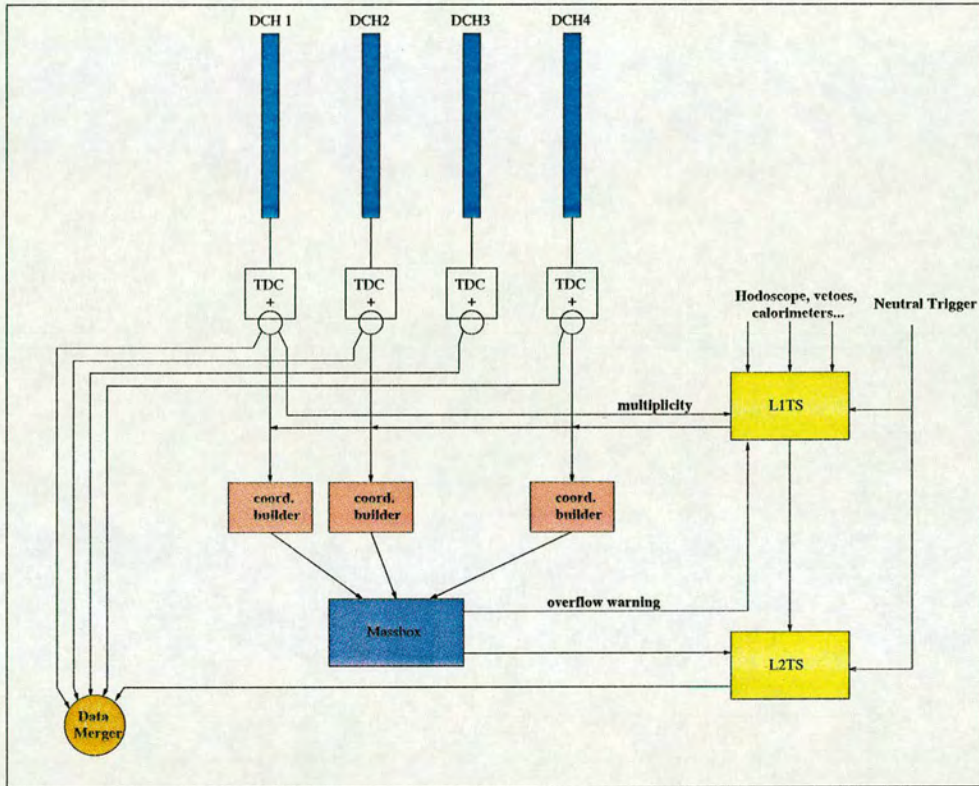 DCH 1
DCH2
DCH3
DCH4
TDC
+
TDC
+
TDC
+
TDC
+
Hodoscope, vetoes,
calorimeters...
Neutral Trigger
multiplicity
L1TS
coord.
builder
coord.
builder
coord.
builder
overflow warning
Massbox
L2TS
Data
Merger